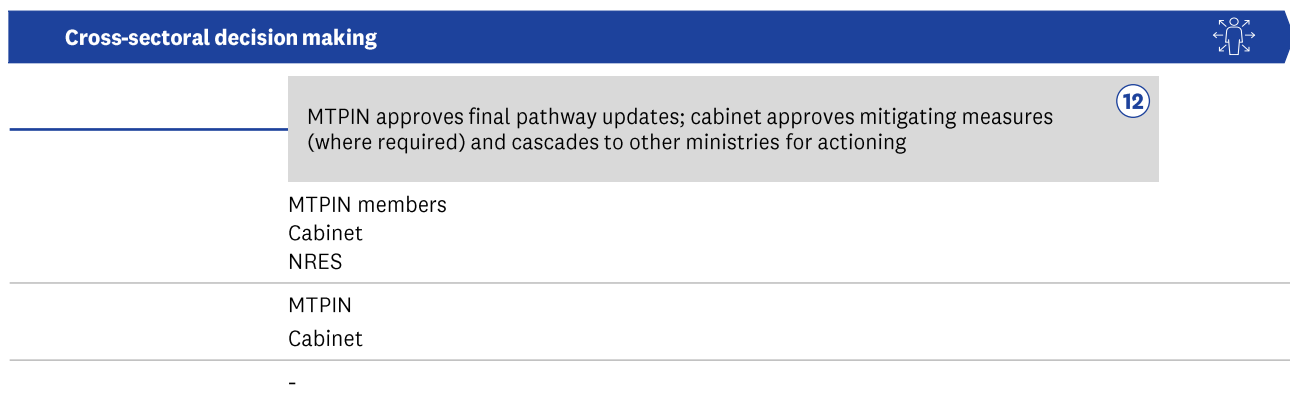 Cross-sectoral decision making
12
MTPIN approves final pathway updates; cabinet approves mitigating measures
(where required) and cascades to other ministries for actioning
MTPIN members
Cabinet
NRES
MTPIN
Cabinet
-